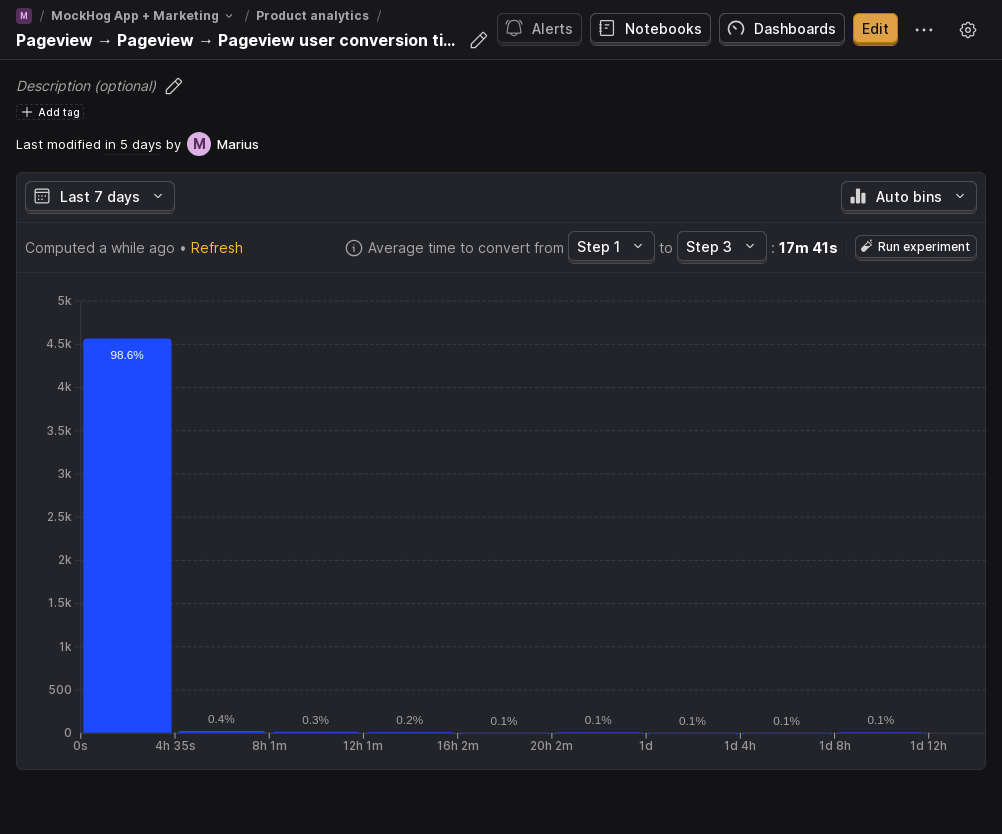 M / MockHog App + Marketing / Product analytics /
Pageview → Pageview → Pageview user conversion ti...
Alerts
Notebooks
Dashboards
Edit
Description (optional)
Add tag
Last modified in 5 days by M Marius
Last 7 days
Auto bins
Computed a while ago • Refresh
Average time to convert from Step 1 to Step 3 : 17m 41s
Run experiment
5k
4.5k
4k
3.5k
3k
2.5k
2k
1.5k
1k
500
0
98.6%
0.4%
0.3%
0.2%
0.1%
0.1%
0.1%
0.1%
0.1%
0s
4h 35s
8h 1m
12h 1m
16h 2m
20h 2m
1d
1d 4h
1d 8h
1d 12h